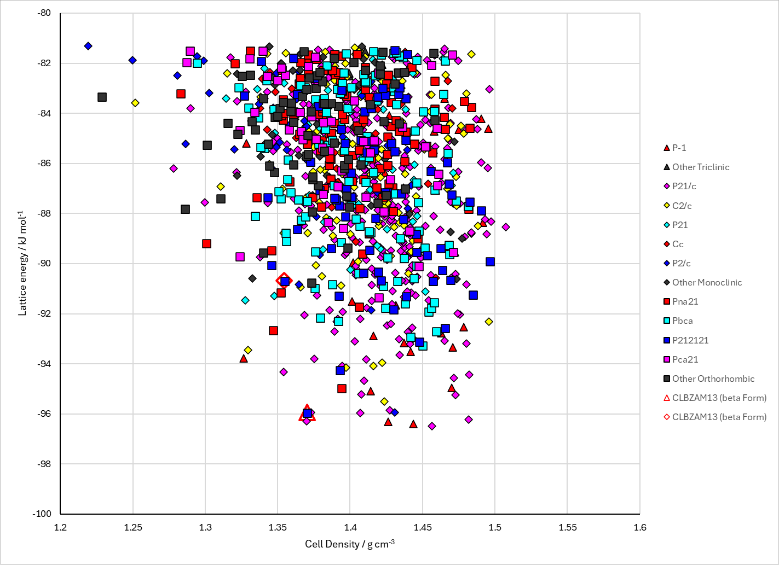 -80
-82
-84
-86
-88
-90
-92
-94
-96
-98
-100
Lattice energy / kJ mol-1
1.2
1.25
1.3
1.35
1.4
1.45
1.5
1.55
1.6
Cell Density / g cm-3
P-1
Other Triclinic
P21/c
C2/c
P21
Cc
P2/c
Other Monoclinic
Pna21
Pbca
P212121
Pca21
Other Orthorhombic
CLBZAM13 (beta Form)
CLBZAM13 (beta Form)